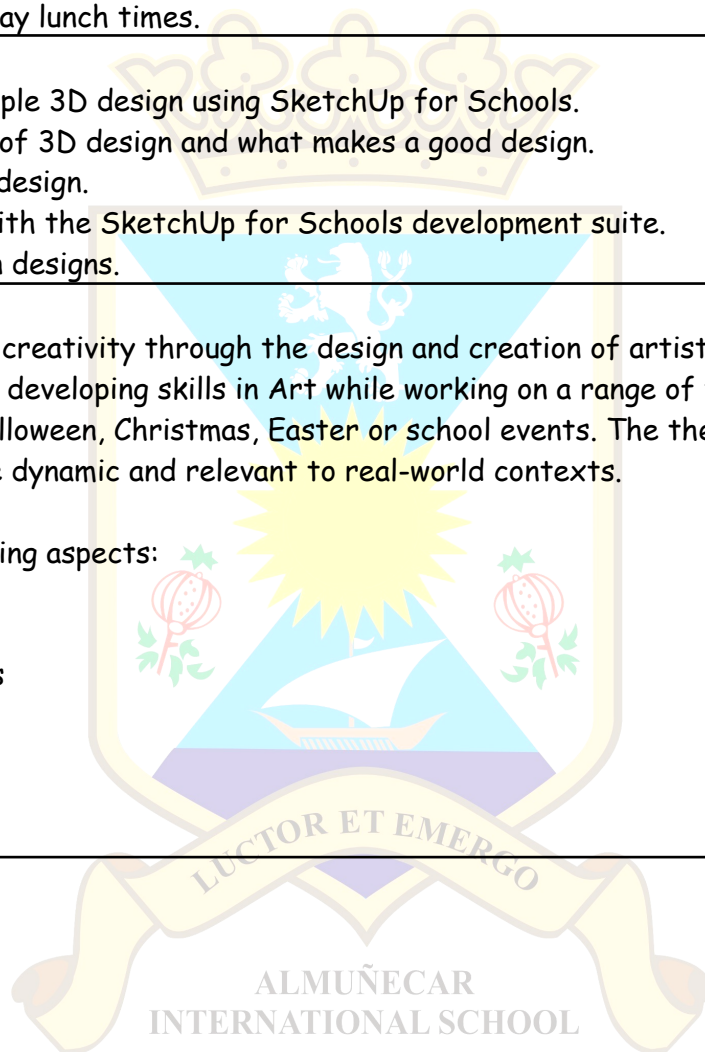 ay lunch times.
ple 3D design using SketchUp for Schools.
of 3D design and what makes a good design.
design.
ith the SketchUp for Schools development suite.
designs.
creativity through the design and creation of artist
developing skills in Art while working on a range of
lloween, Christmas, Easter or school events. The the
dynamic and relevant to real-world contexts.
ing aspects:
s
LUCTOR ET EMERGO
ALMUÑECAR
INTERNATIONAL SCHOOL